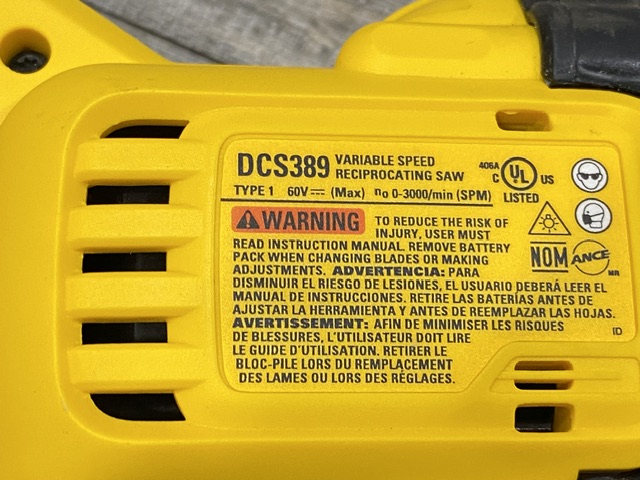 DCS389 VARIABLE SPEED
RECIPROCATING SAW
TYPE 1 60V⎓ (Max) no 0-3000/min (SPM)
406A
C UL US
LISTED
⚠WARNING TO REDUCE THE RISK OF
INJURY, USER MUST
READ INSTRUCTION MANUAL. REMOVE BATTERY
PACK WHEN CHANGING BLADES OR MAKING
ADJUSTMENTS. ADVERTENCIA: PARA
DISMINUIR EL RIESGO DE LESIONES, EL USUARIO DEBERÁ LEER EL
MANUAL DE INSTRUCCIONES. RETIRE LAS BATERÍAS ANTES DE
AJUSTAR LA HERRAMIENTA Y ANTES DE REEMPLAZAR LAS HOJAS.
AVERTISSEMENT: AFIN DE MINIMISER LES RISQUES
DE BLESSURES, L'UTILISATEUR DOIT LIRE
LE GUIDE D'UTILISATION. RETIRER LE
BLOC-PILE LORS DU REMPLACEMENT
DES LAMES OU LORS DES RÉGLAGES.
NOM ANCE
MR
ID